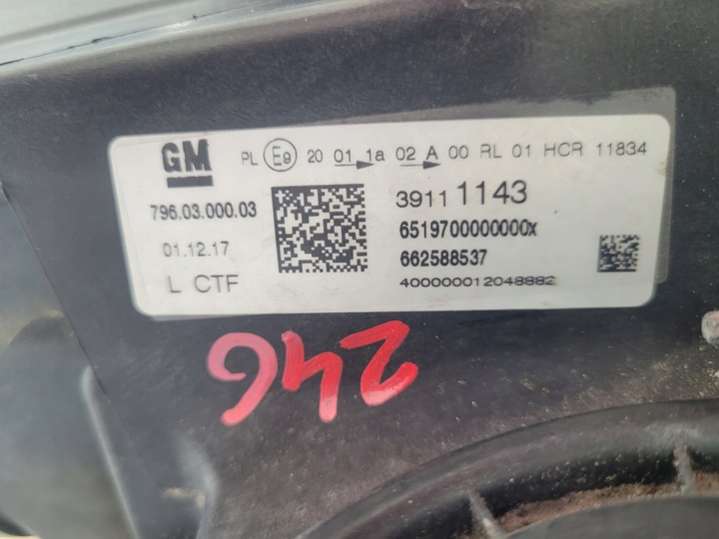 GM
PL E9 20 01 1a 02 A 00 RL 01 HCR 11834
796.03.000.03
39111143
01.12.17
6519700000000x
662588537
L CTF
400000012048882
246